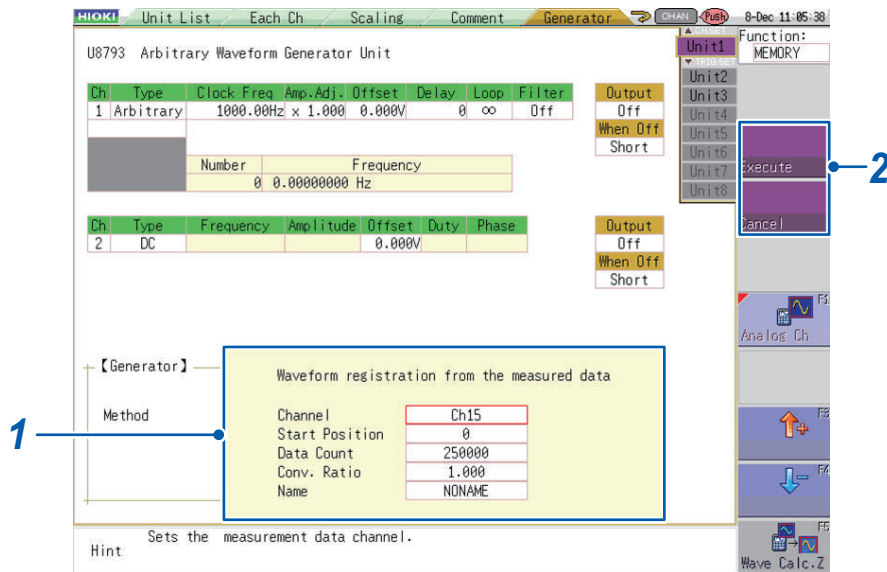 HIOKI Unit List Each Ch Scaling Comment Generator CHAN Push 8-Dec 11:05:38
U8793 Arbitrary Waveform Generator Unit
▲ CH.SET
Unit1
▼ TRIG.SET
Unit2
Unit3
Unit4
Unit5
Unit6
Unit7
Unit8
Function:
MEMORY
Ch Type Clock Freq Amp.Adj. Offset Delay Loop Filter
1 Arbitrary 1000.00Hz x 1.000 0.000V 0 ∞ Off
Output
Off
When Off
Short
Number Frequency
0 0.00000000 Hz
Execute
2
Cancel
Ch Type Frequency Amplitude Offset Duty Phase
2 DC 0.000V
Output
Off
When Off
Short
F1
Analog Ch
【Generator】
Method
1
Waveform registration from the measured data
Channel Ch15
Start Position 0
Data Count 250000
Conv. Ratio 1.000
Name NONAME
F3
F4
F5
Wave Calc.Z
Hint Sets the measurement data channel.